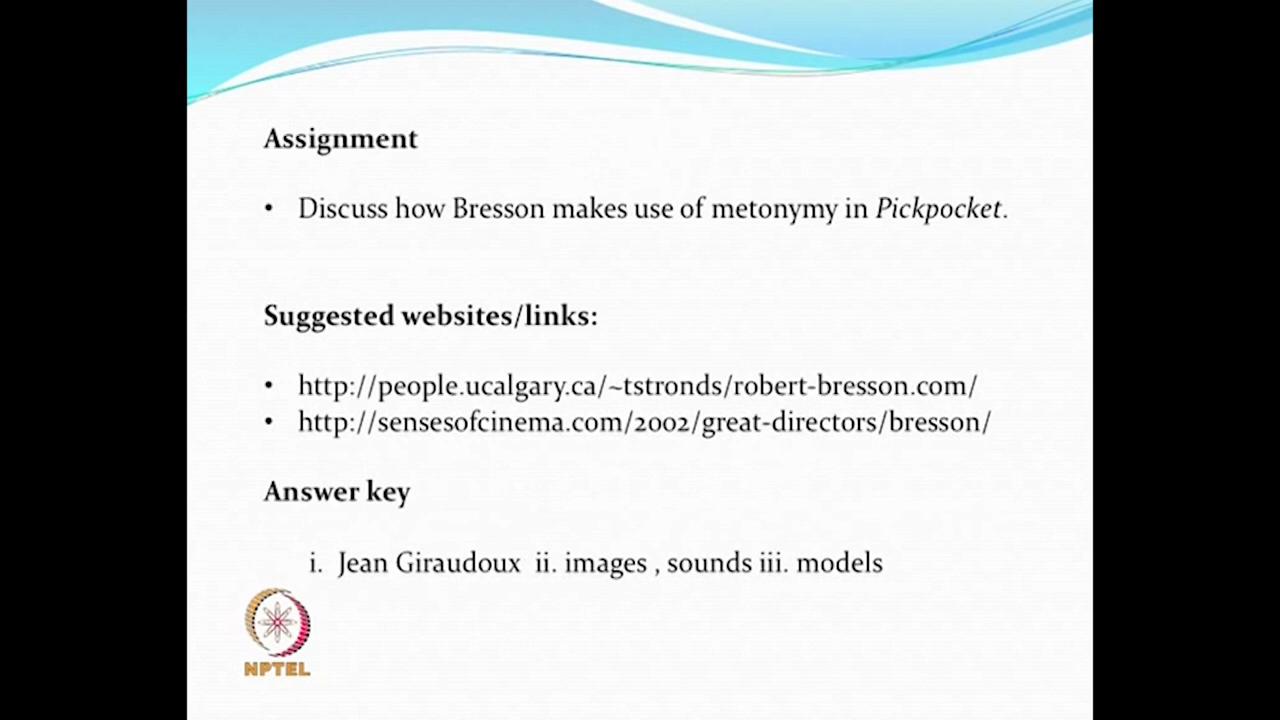 Assignment
• Discuss how Bresson makes use of metonymy in Pickpocket.
Suggested websites/links:
• http://people.ucalgary.ca/~tstronds/robert-bresson.com/
• http://sensesofcinema.com/2002/great-directors/bresson/
Answer key
i. Jean Giraudoux ii. images , sounds iii. models
NPTEL